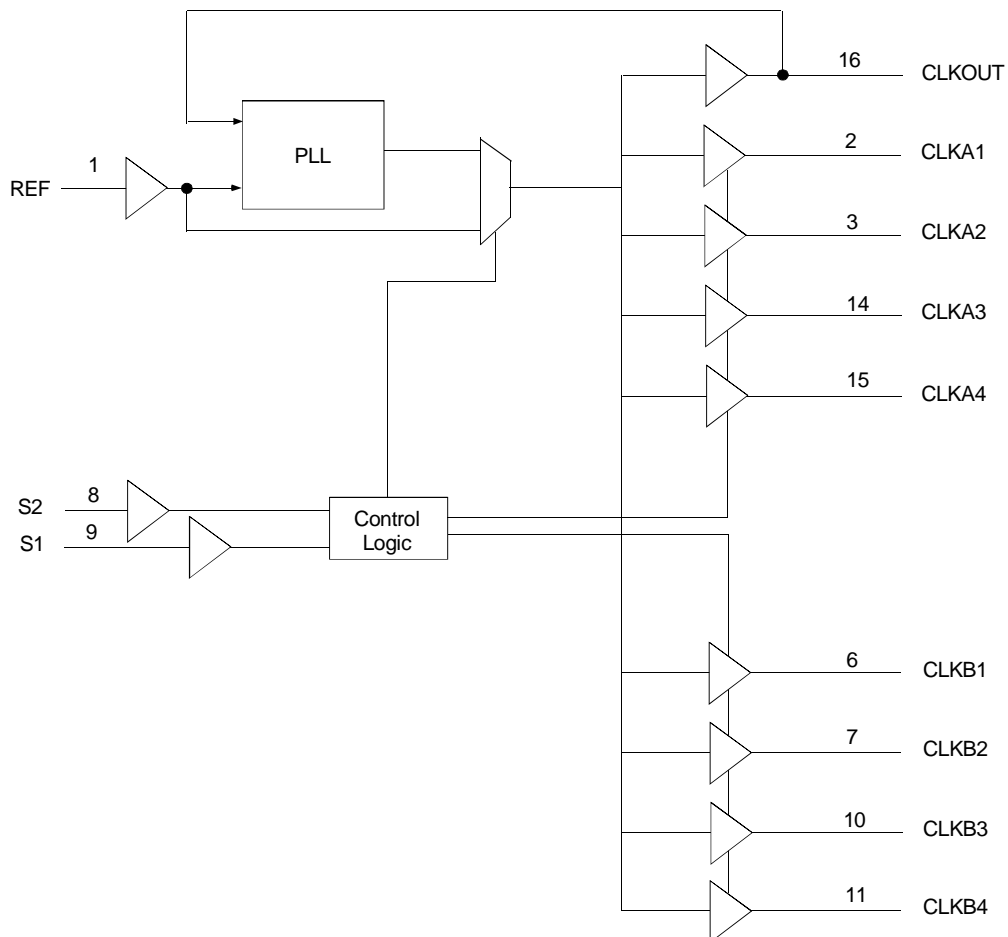 16 CLKOUT
PLL
1
REF
2 CLKA1
3 CLKA2
14 CLKA3
15 CLKA4
S2 8
S1 9
Control
Logic
6 CLKB1
7 CLKB2
10 CLKB3
11 CLKB4